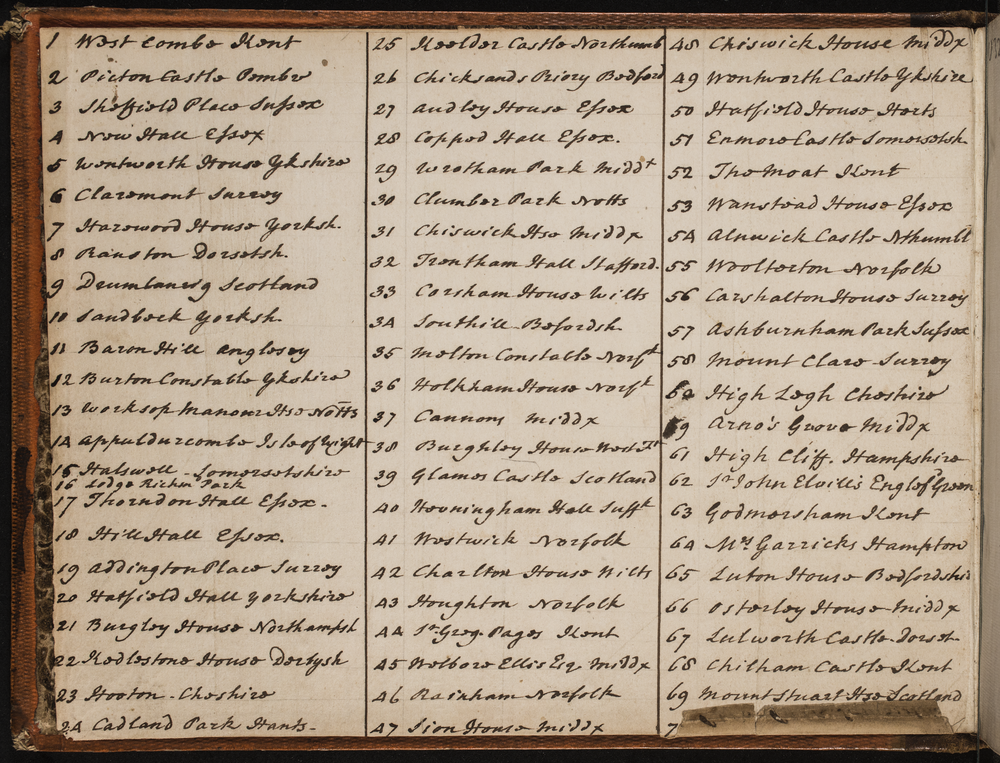 1 West Combe Kent
2 Picton Castle Pembr
3 Sheffield Place Sussex
4 New Hall Essex
5 Wentworth House Ykshire
6 Claremont Surrey
7 Harewood House Yorksh.
8 Ranston Dorsetsh.
9 Drumlanrig Scotland
10 Sandbeck Yorksh
11 Baron Hill Anglesey
12 Burton Constable Ykshire
13 Worksop Manour Hse Notts
14 Appuldurcombe Isle of Wight
15 Halswell - Somersetshire
16 Lodge Richm Park
17 Thorndon Hall Essex -
18 Hill Hall Essex.
19 Addington Place Surrey
20 Hatfield Hall Yorkshire
21 Burgley House Northampsh
22 Kedlestone House Derbysh
23 Hooton - Cheshire
24 Cadland Park Hants -
25 Keelder Castle Northumb
26 Chicksands Priory Bedford
27 Audley House Essex
28 Copped Hall Essex.
29 Wrotham Park Middx
30 Clumber Park Notts
31 Chiswick Hse Middx
32 Trentham Hall Stafford.
33 Corsham House Wilts
34 Southill Befordsh
35 Melton Constable Norfk
36 Holkham House Norfk
37 Cannons Middx
38 Burghley House
39 Glames Castle Scotland
40 Hevningham Hall Suffk
41 Westwick Norfolk
42 Charlton House Wilts
43 Houghton Norfolk
44 Sr. Greg. Pages Kent
45 Welbore Ellis Esq Middx
46 Rainham Norfolk
47 Sion House Middx
48 Chiswick House Middx
49 Wentworth Castle Ykshire
50 Hatfield House Herts
51 Enmore Castle Somersetsh
52 The Moat Kent
53 Wanstead House Essex
54 Alnwick Castle Nthumbl
55 Woolterton Norfolk
56 Carshalton House Surrey
57 Ashburnham Park Sussex
58 Mount Clare Surrey
60 High Legh Cheshire
59 Arno's Grove Middx
61 High Cliff. Hampshire
62 Sr John Elvill's Englef Green
63 Godmersham Kent
64 Mrs Garricks Hampton
65 Luton House Bedfordshir
66 Osterley House Middx
67 Lulworth Castle Dorset
68 Chilham Castle Kent
69 Mount Stuart Hse Scotland
7